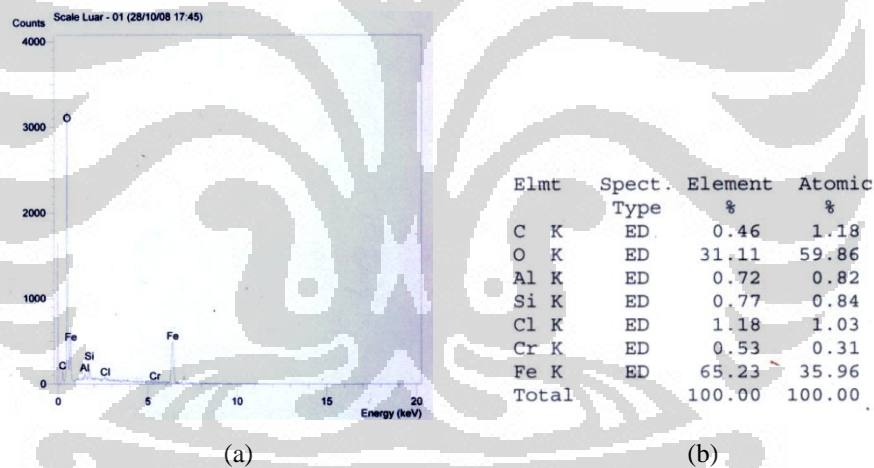 Counts Scale Luar - 01 (28/10/08 17:45)
4000
3000
2000
1000
0
O
Fe
C
Al
Si
Cl
Cr
Fe
0 5 10 15 20
Energy (keV)
Elmt Spect. Element Atomic
Type % %
C K ED 0.46 1.18
O K ED 31.11 59.86
Al K ED 0.72 0.82
Si K ED 0.77 0.84
Cl K ED 1.18 1.03
Cr K ED 0.53 0.31
Fe K ED 65.23 35.96
Total 100.00 100.00
(a) (b)